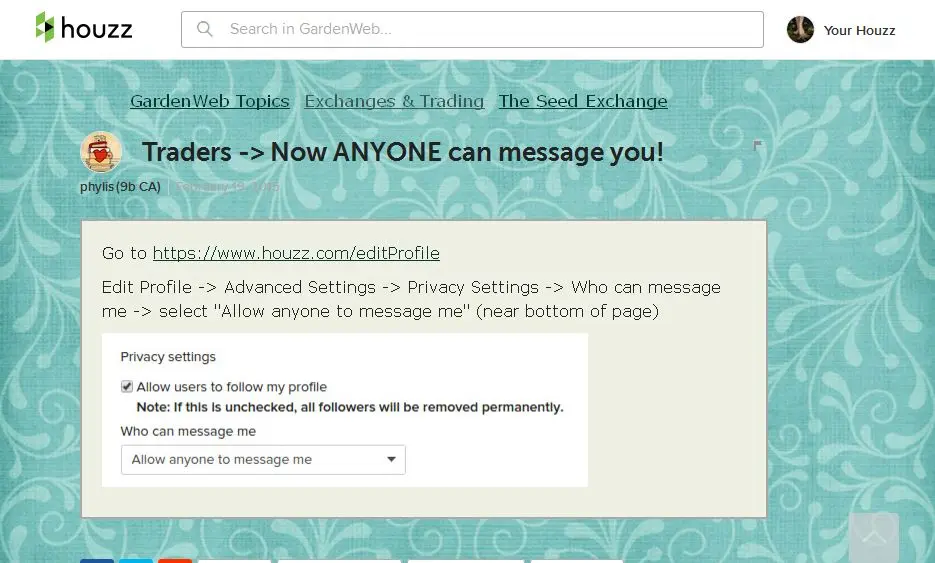 houzz
Search in GardenWeb...
Your Houzz
GardenWeb Topics Exchanges & Trading The Seed Exchange
Traders -> Now ANYONE can message you!
phylis (9b CA) | February 19, 2015
Go to https://www.houzz.com/editProfile
Edit Profile -> Advanced Settings -> Privacy Settings -> Who can message
me -> select "Allow anyone to message me" (near bottom of page)
Privacy settings
Allow users to follow my profile
Note: If this is unchecked, all followers will be removed permanently.
Who can message me
Allow anyone to message me